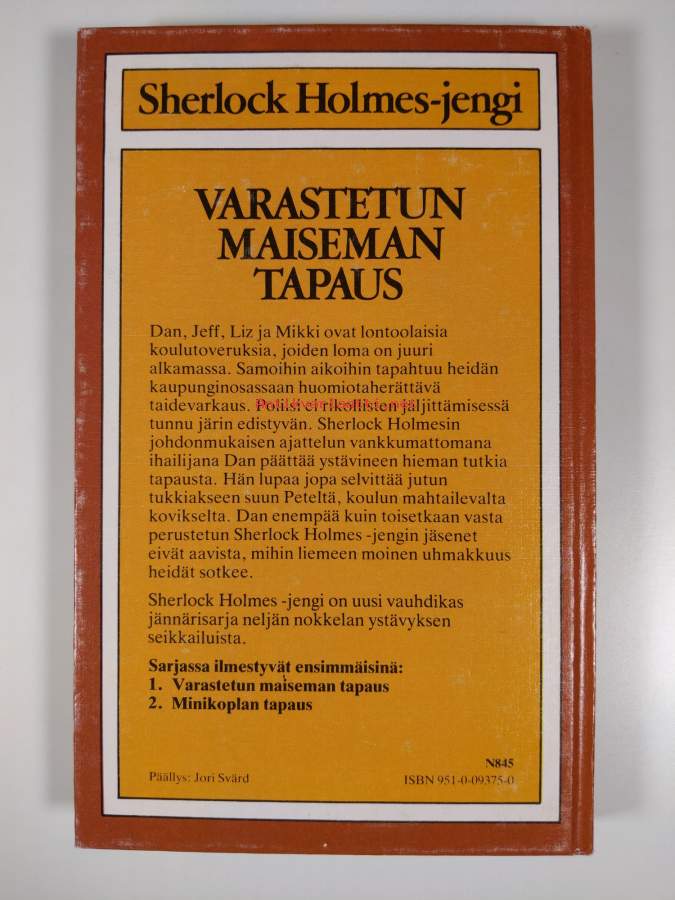 Sherlock Holmes-jengi
VARASTETUN
MAISEMAN
TAPAUS
Dan, Jeff, Liz ja Mikki ovat lontoolaisia
koulutoveruksia, joiden loma on juuri
alkamassa. Samoihin aikoihin tapahtuu heidän
kaupunginosassaan huomiotaherättävä
taidevarkaus. Poliisi ei rikollisten jäljittämisessä
tunnu järin edistyvän. Sherlock Holmesin
johdonmukaisen ajattelun vankkumattomana
ihailijana Dan päättää ystävineen hieman tutkia
tapausta. Hän lupaa jopa selvittää jutun
tukkiakseen suun Peteltä, koulun mahtailevalta
kovikselta. Dan enempää kuin toisetkaan vasta
perustetun Sherlock Holmes -jengin jäsenet
eivät aavista, mihin liemeen moinen uhmakkuus
heidät sotkee.
Sherlock Holmes -jengi on uusi vauhdikas
jännärisarja neljän nokkelan ystävyksen
seikkailuista.
Sarjassa ilmestyvät ensimmäisinä:
1. Varastetun maiseman tapaus
2. Minikoplan tapaus
N845
Päällys: Jori Svärd ISBN 951-0-09375-0